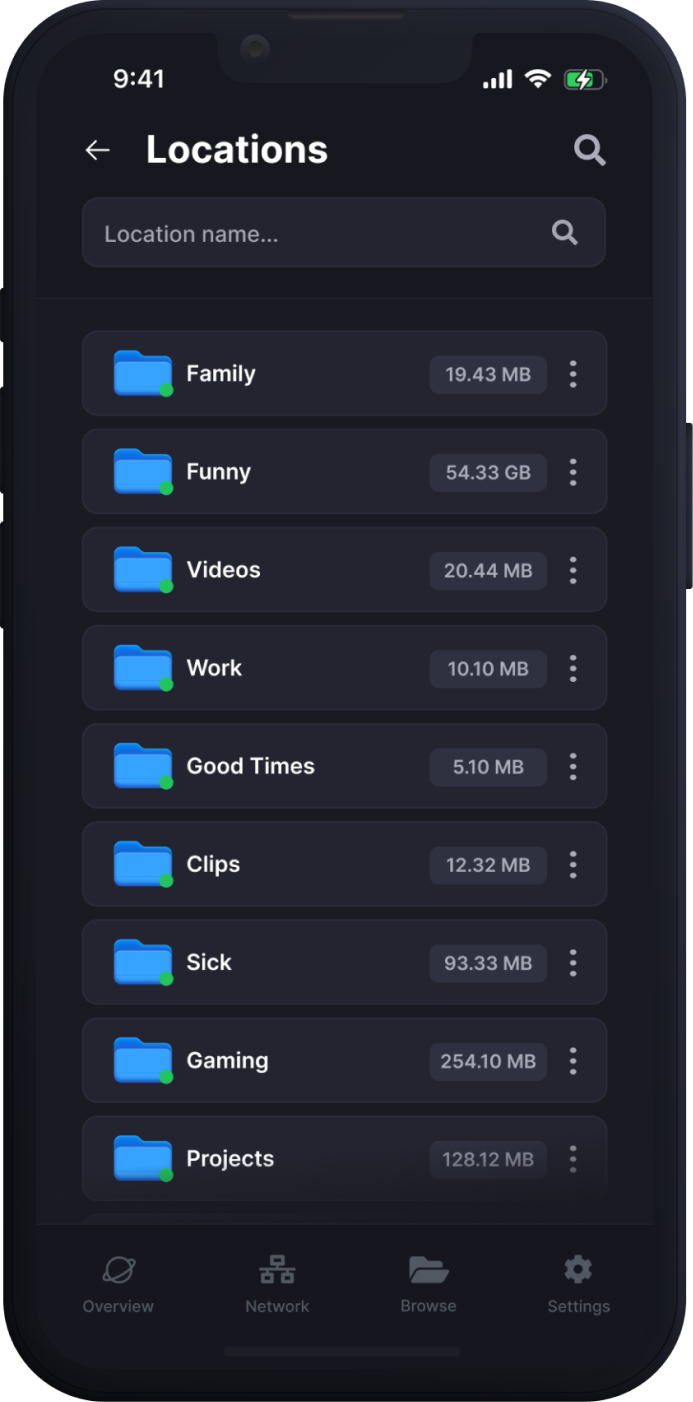 9:41
Locations
Location name...
Family 19.43 MB
Funny 54.33 GB
Videos 20.44 MB
Work 10.10 MB
Good Times 5.10 MB
Clips 12.32 MB
Sick 93.33 MB
Gaming 254.10 MB
Projects 128.12 MB
Overview Network Browse Settings